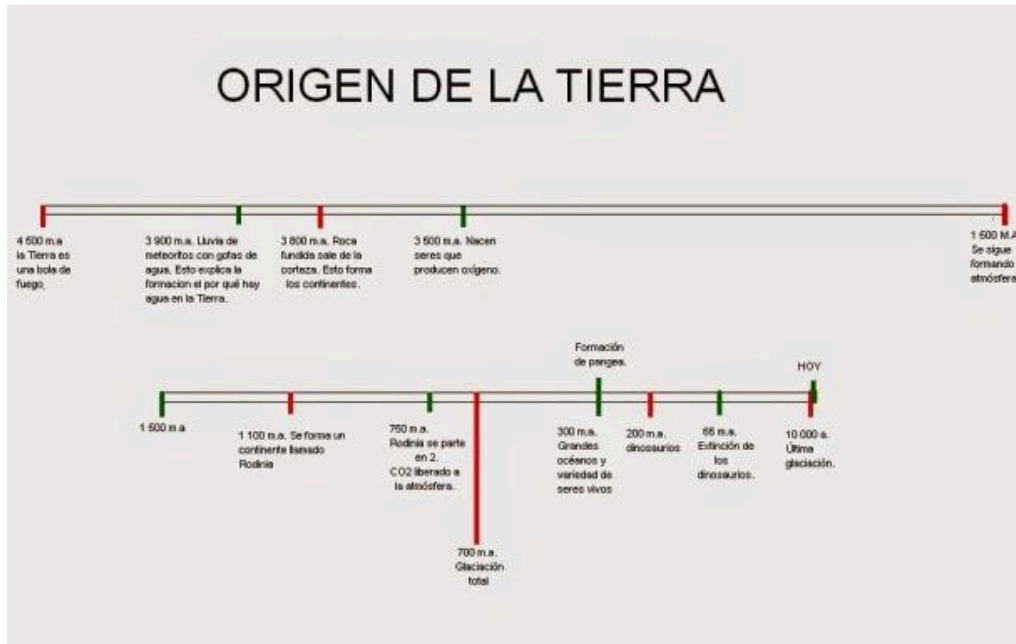 ORIGEN DE LA TIERRA
4 500 m.a
la Tierra es
una bola de
fuego,
3 900 m.a. Lluvia de
meteoritos con gotas de
agua. Esto explica la
formacion el por qué hay
agua en la Tierra.
3 800 m.a. Roca
fundida sale de la
corteza. Esto forma
los continentes.
3 500 m.a. Nacen
seres que
producen oxígeno.
1 500 M.A
Se sigue
formando
atmósfera
1 500 m.a
1 100 m.a. Se forma un
continente llamado
Rodinia
750 m.a.
Rodinia se parte
en 2.
CO2 liberado a
la atmósfera.
700 m.a.
Glaciación
total
Formación
de pangea.
300 m.a.
Grandes
océanos y
variedad de
seres vivos
200 m.a.
dinosaurios
66 m.a.
Extinción de
los
dinosaurios.
HOY
10 000 a.
Última
glaciación.